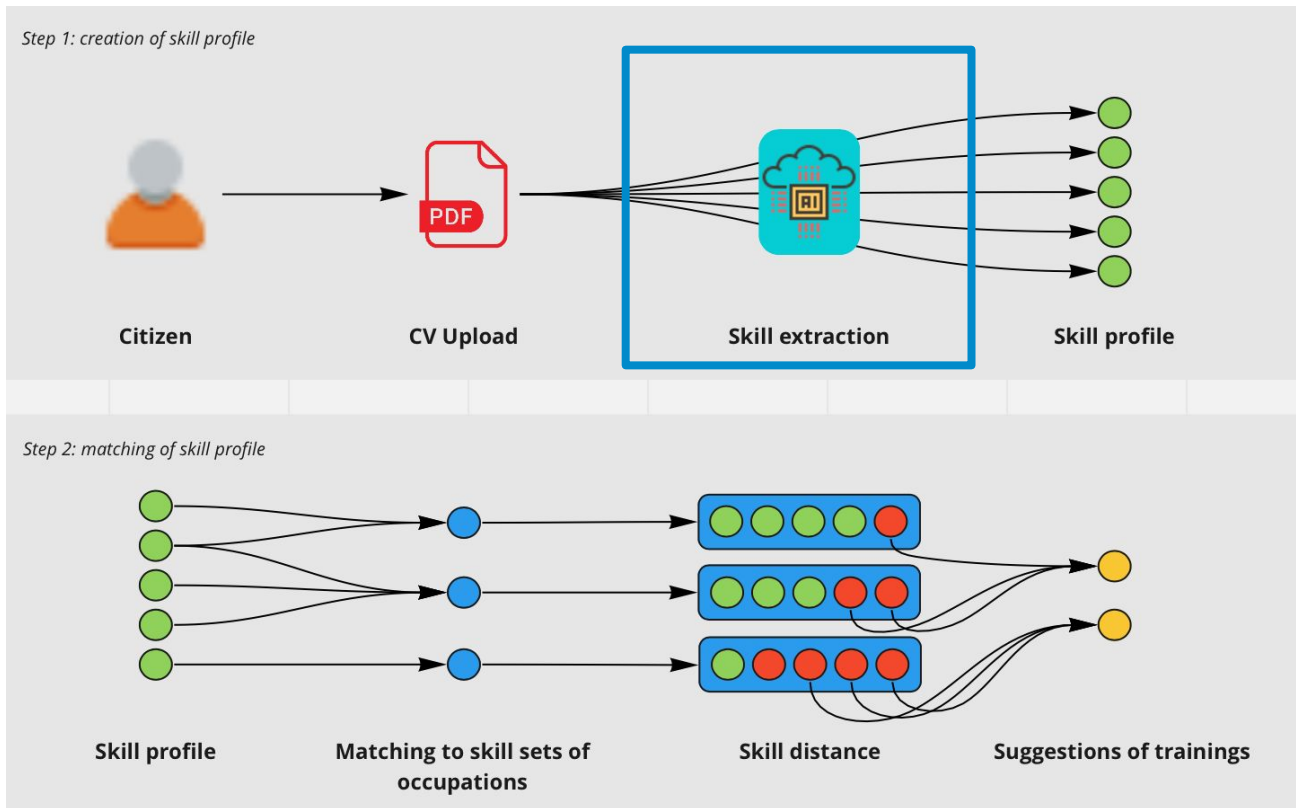 Step 1: creation of skill profile
PDF
AI
Citizen
CV Upload
Skill extraction
Skill profile
Step 2: matching of skill profile
Skill profile
Matching to skill sets of
occupations
Skill distance
Suggestions of trainings